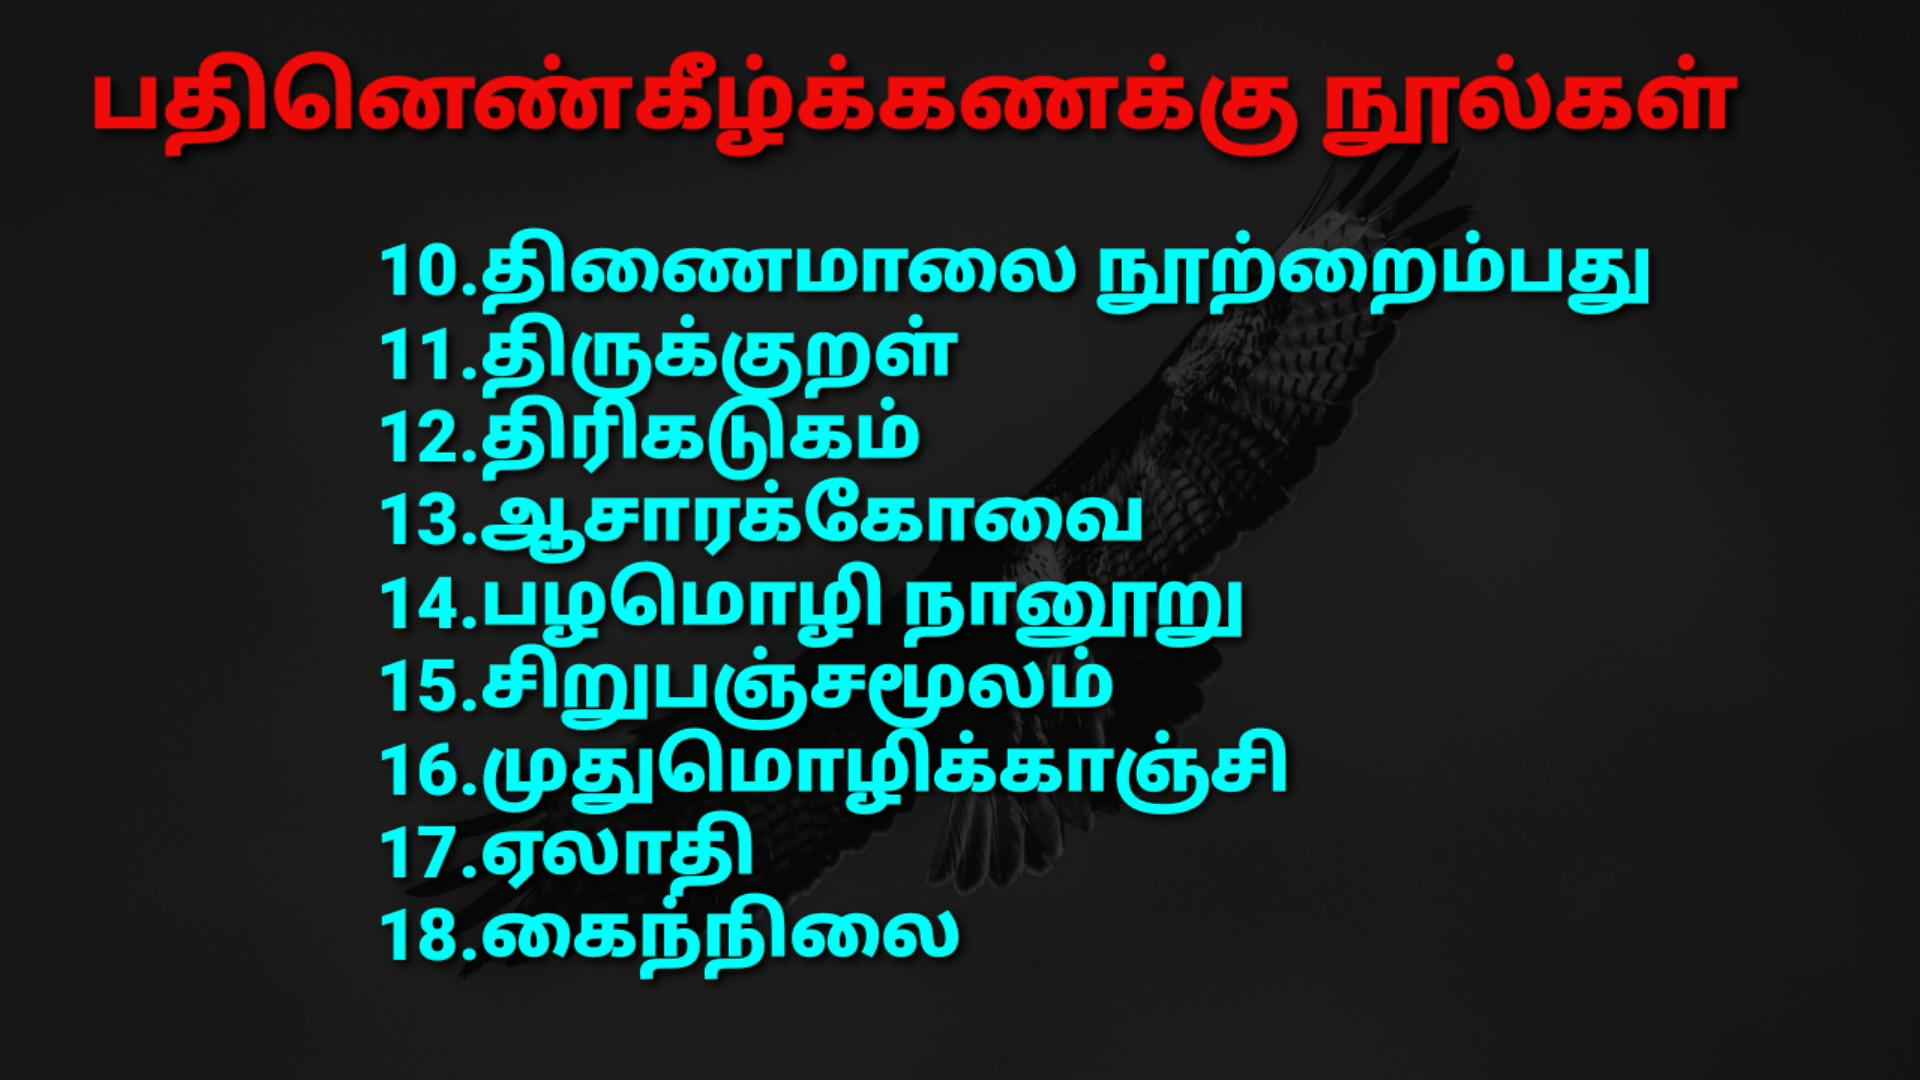 பதினெண்கீழ்க்கணக்கு நூல்கள்
10.திணைமாலை நூற்றைம்பது
11.திருக்குறள்
12.திரிகடுகம்
13.ஆசாரக்கோவை
14.பழமொழி நானூறு
15.சிறுபஞ்சமூலம்
16.முதுமொழிக்காஞ்சி
17.ஏலாதி
18.கைந்நிலை